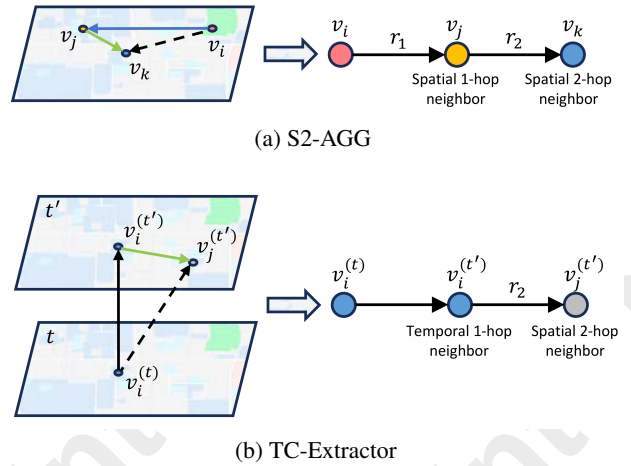 v_j v_k v_i
v_i r_1 v_j r_2 v_k
Spatial 1-hop neighbor
Spatial 2-hop neighbor
(a) S2-AGG
t′
v_i^(t′) v_j^(t′)
t
v_i^(t)
v_i^(t) v_i^(t′) r_2 v_j^(t′)
Temporal 1-hop neighbor
Spatial 2-hop neighbor
(b) TC-Extractor